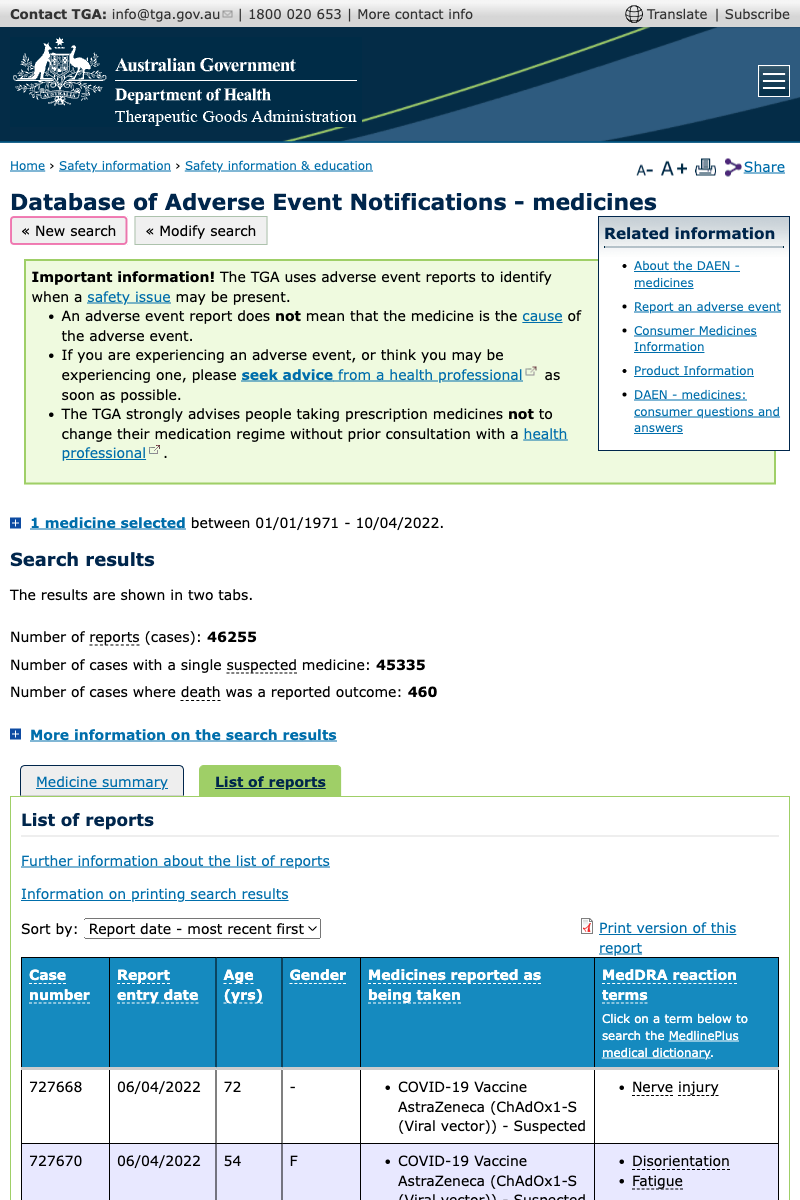 Contact TGA: info@tga.gov.au | 1800 020 653 | More contact info
Translate | Subscribe
Australian Government
Department of Health
Therapeutic Goods Administration
Home › Safety information › Safety information & education
A- A+ Share
Database of Adverse Event Notifications - medicines
« New search
« Modify search
Related information
• About the DAEN -
medicines
• Report an adverse event
• Consumer Medicines
Information
• Product Information
• DAEN - medicines:
consumer questions and
answers
Important information! The TGA uses adverse event reports to identify
when a safety issue may be present.
• An adverse event report does not mean that the medicine is the cause of
the adverse event.
• If you are experiencing an adverse event, or think you may be
experiencing one, please seek advice from a health professional as
soon as possible.
• The TGA strongly advises people taking prescription medicines not to
change their medication regime without prior consultation with a health
professional .
1 medicine selected between 01/01/1971 - 10/04/2022.
Search results
The results are shown in two tabs.
Number of reports (cases): 46255
Number of cases with a single suspected medicine: 45335
Number of cases where death was a reported outcome: 460
More information on the search results
Medicine summary
List of reports
List of reports
Further information about the list of reports
Information on printing search results
Sort by: Report date - most recent first
Print version of this
report
Case
number
Report
entry date
Age
(yrs)
Gender
Medicines reported as
being taken
MedDRA reaction
terms
Click on a term below to
search the MedlinePlus
medical dictionary.
727668
06/04/2022
72
-
• COVID-19 Vaccine
AstraZeneca (ChAdOx1-S
(Viral vector)) - Suspected
• Nerve injury
727670
06/04/2022
54
F
• COVID-19 Vaccine
AstraZeneca (ChAdOx1-S
(Viral vector)) - Suspected
• Disorientation
• Fatigue